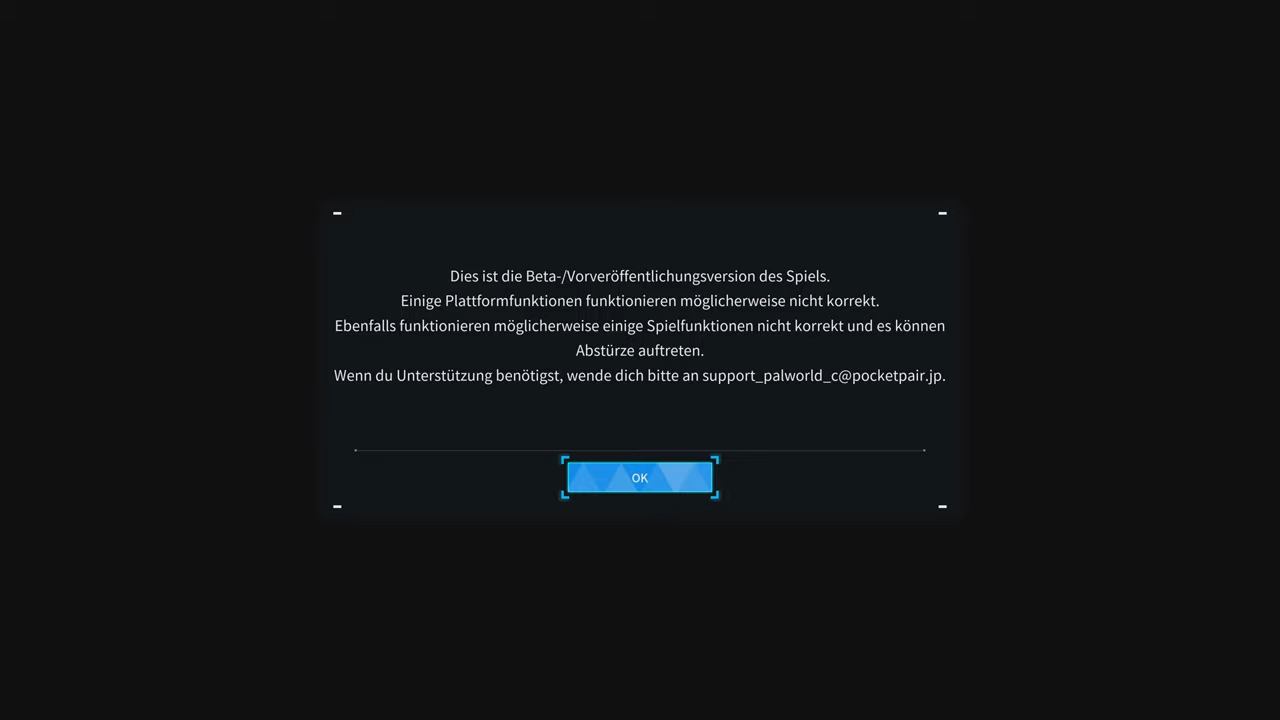 Dies ist die Beta-/Vorveröffentlichungsversion des Spiels.
Einige Plattformfunktionen funktionieren möglicherweise nicht korrekt.
Ebenfalls funktionieren möglicherweise einige Spielfunktionen nicht korrekt und es können
Abstürze auftreten.
Wenn du Unterstützung benötigst, wende dich bitte an support_palworld_c@pocketpair.jp.
OK